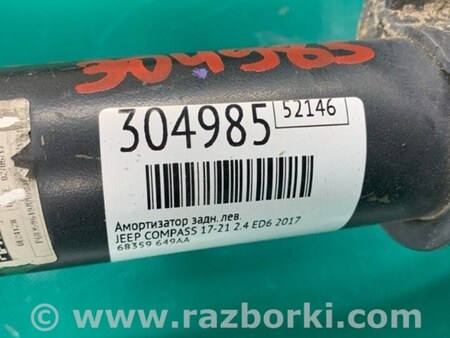 304985
304985
52146
Амортизатор задн. лев.
JEEP COMPASS 17-21 2.4 ED6 2017
68359 649AA
www.razborki.com